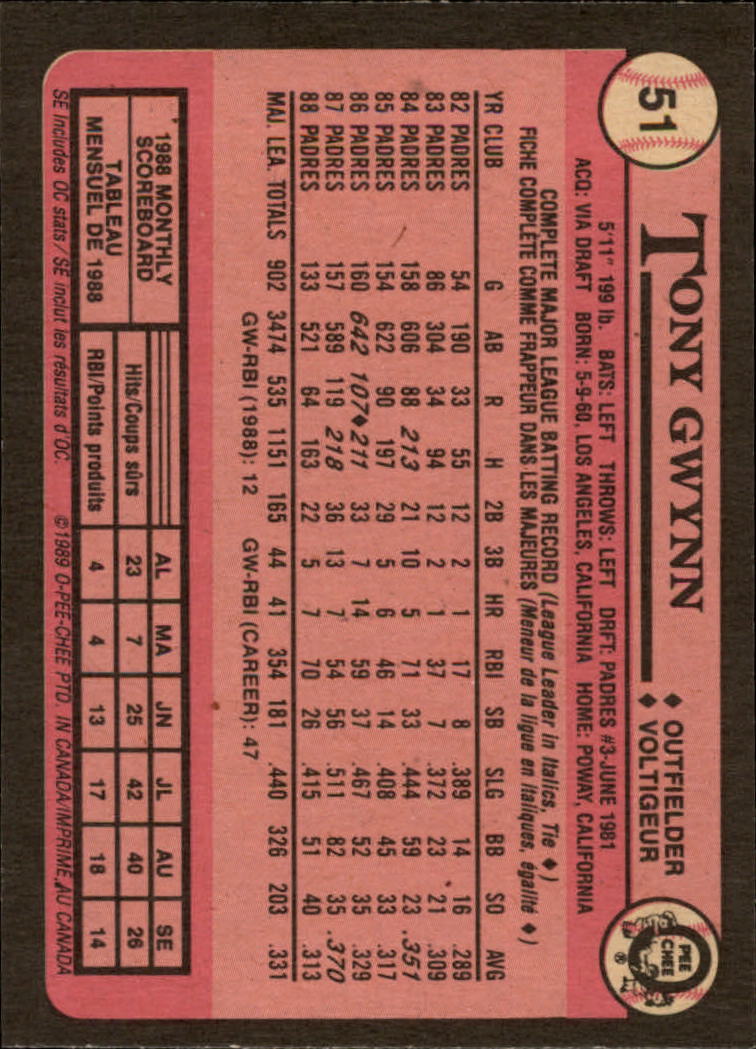 51
TONY GWYNN
♦ OUTFIELDER
♦ VOLTIGEUR
O
PEE
CHEE
®
5'11" 199 lb. BATS: LEFT THROWS: LEFT DRFT: PADRES #3-JUNE 1981
ACQ: VIA DRAFT BORN: 5-9-60, LOS ANGELES, CALIFORNIA HOME: POWAY, CALIFORNIA
COMPLETE MAJOR LEAGUE BATTING RECORD (League Leader in Italics, Tie ♦)
FICHE COMPLÈTE COMME FRAPPEUR DANS LES MAJEURES (Meneur de la ligue en italiques, égalité ♦)
YR CLUB G AB R H 2B 3B HR RBI SB SLG BB SO AVG
82 PADRES 54 190 33 55 12 2 1 17 8 .389 14 16 .289
83 PADRES 86 304 34 94 12 2 1 37 7 .372 23 21 .309
84 PADRES 158 606 88 213 21 10 5 71 33 .444 59 23 .351
85 PADRES 154 622 90 197 29 5 6 46 14 .408 45 33 .317
86 PADRES 160 642 107♦ 211 33 7 14 59 37 .467 52 35 .329
87 PADRES 157 589 119 218 36 13 7 54 56 .511 82 35 .370
88 PADRES 133 521 64 163 22 5 7 70 26 .415 51 40 .313
MAJ. LEA. TOTALS 902 3474 535 1151 165 44 41 354 181 .440 326 203 .331
GW-RBI (1988): 12 GW-RBI (CAREER): 47
1988 MONTHLY
SCOREBOARD
TABLEAU
MENSUEL DE 1988
AL MA JN JL AU SE
Hits/Coups sûrs 23 7 25 42 40 26
RBI/Points produits 4 4 13 17 18 14
SE includes OC stats / SE inclut les résultats d'OC. ©1989 O-PEE-CHEE PTD. IN CANADA/IMPRIMÉ AU CANADA